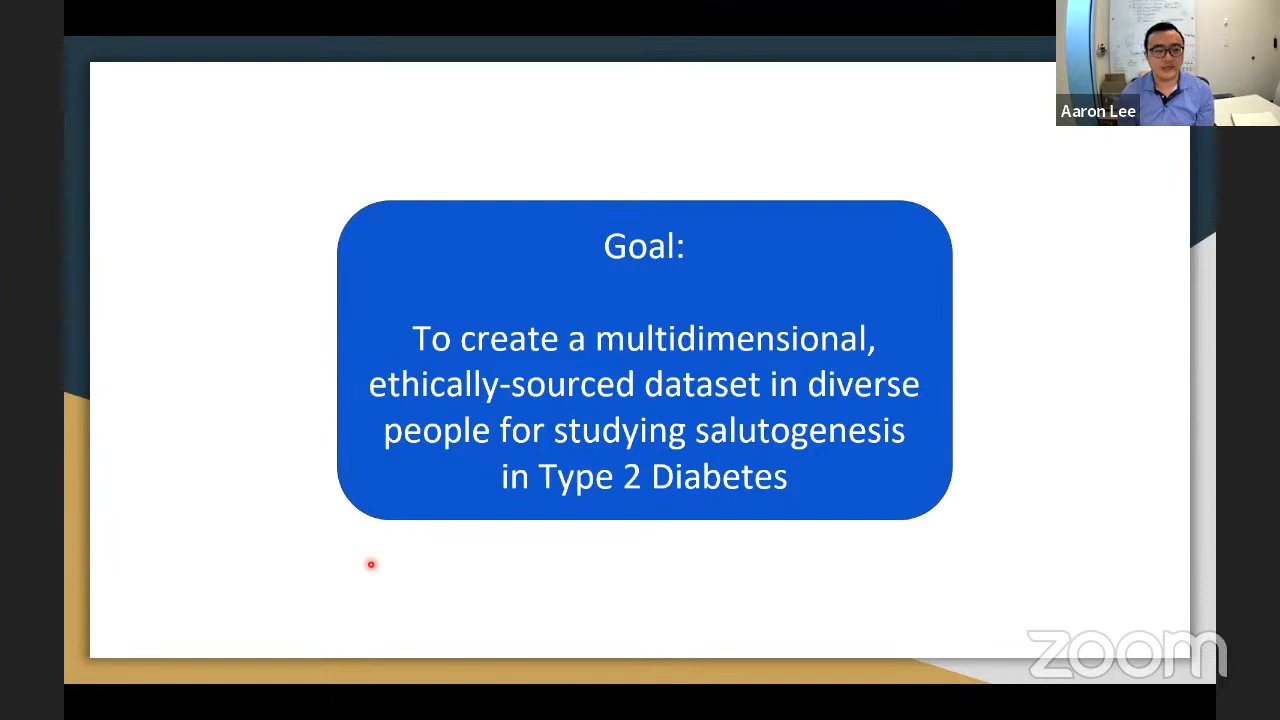 Aaron Lee
Goal:
To create a multidimensional,
ethically-sourced dataset in diverse
people for studying salutogenesis
in Type 2 Diabetes
zoom